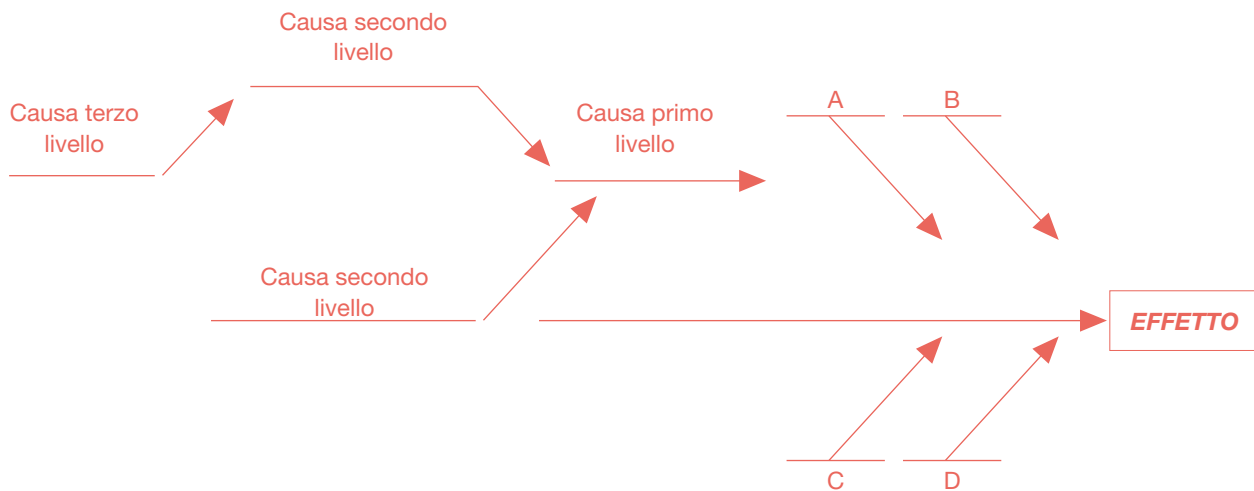 Causa secondo
livello
Causa terzo
livello
Causa primo
livello
A
B
Causa secondo
livello
EFFETTO
C
D